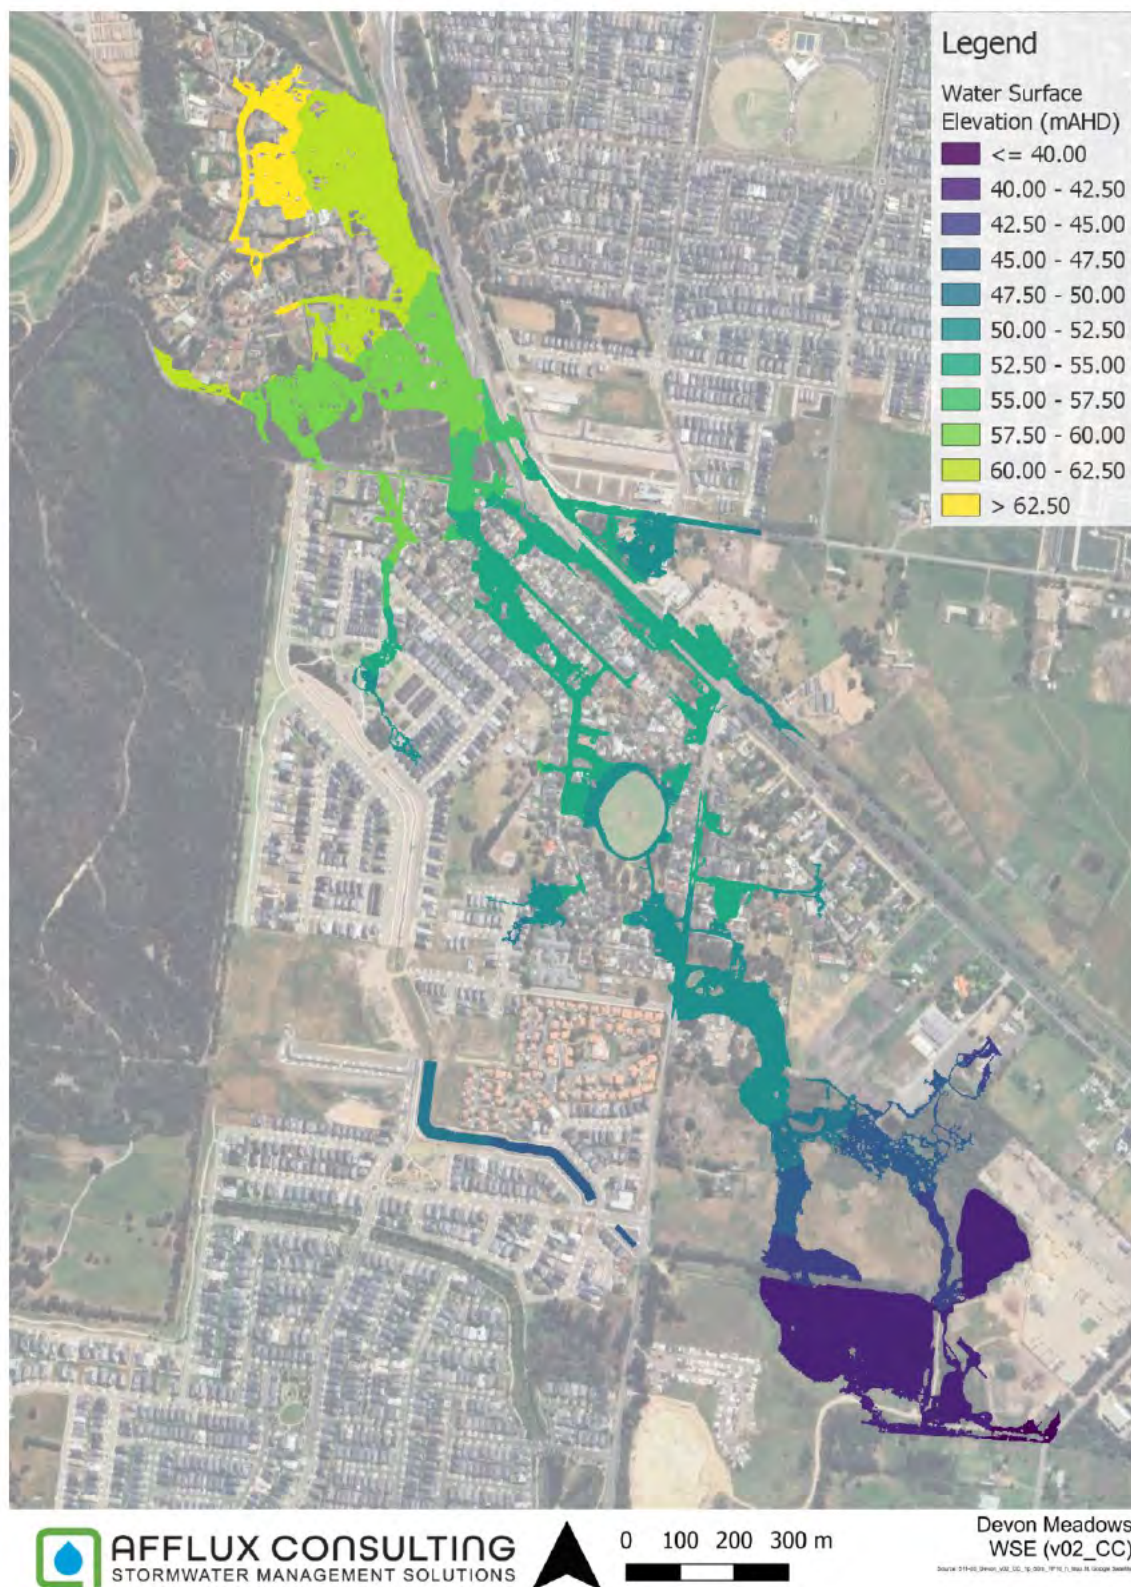 Legend
Water Surface
Elevation (mAHD)
<= 40.00
40.00 - 42.50
42.50 - 45.00
45.00 - 47.50
47.50 - 50.00
50.00 - 52.50
52.50 - 55.00
55.00 - 57.50
57.50 - 60.00
60.00 - 62.50
> 62.50
AFFLUX CONSULTING
STORMWATER MANAGEMENT SOLUTIONS
0 100 200 300 m
Devon Meadows
WSE (v02_CC)